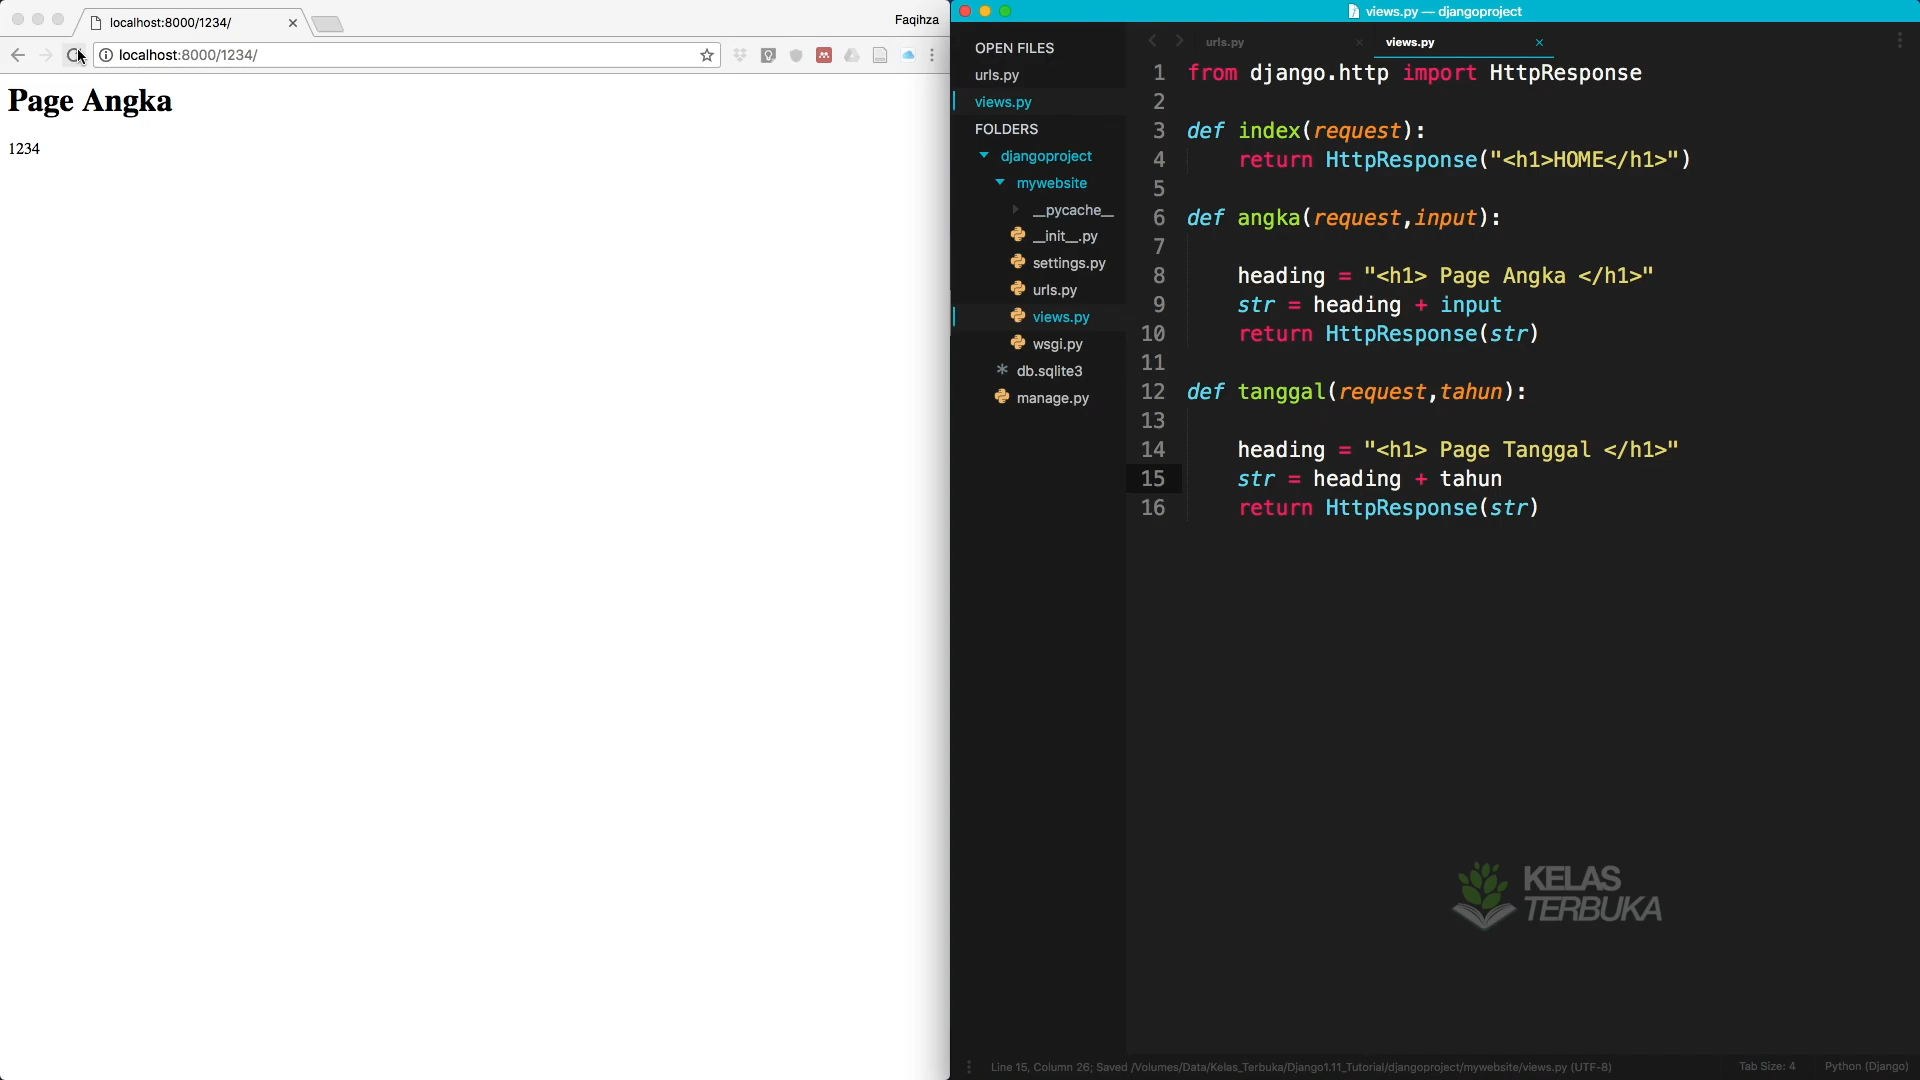 localhost:8000/1234/
Faqihza
localhost:8000/1234/
Page Angka
1234
views.py — djangoproject
OPEN FILES
urls.py
views.py
FOLDERS
djangoproject
mywebsite
__pycache__
__init__.py
settings.py
urls.py
views.py
wsgi.py
db.sqlite3
manage.py
urls.py
views.py
1 from django.http import HttpResponse
2
3 def index(request):
4     return HttpResponse("<h1>HOME</h1>")
5
6 def angka(request,input):
7
8     heading = "<h1> Page Angka </h1>"
9     str = heading + input
10     return HttpResponse(str)
11
12 def tanggal(request,tahun):
13
14     heading = "<h1> Page Tanggal </h1>"
15     str = heading + tahun
16     return HttpResponse(str)
KELAS
TERBUKA
Line 15, Column 26; Saved /Volumes/Data/Kelas_Terbuka/Django1.11_Tutorial/djangoproject/mywebsite/views.py (UTF-8)
Tab Size: 4
Python (Django)